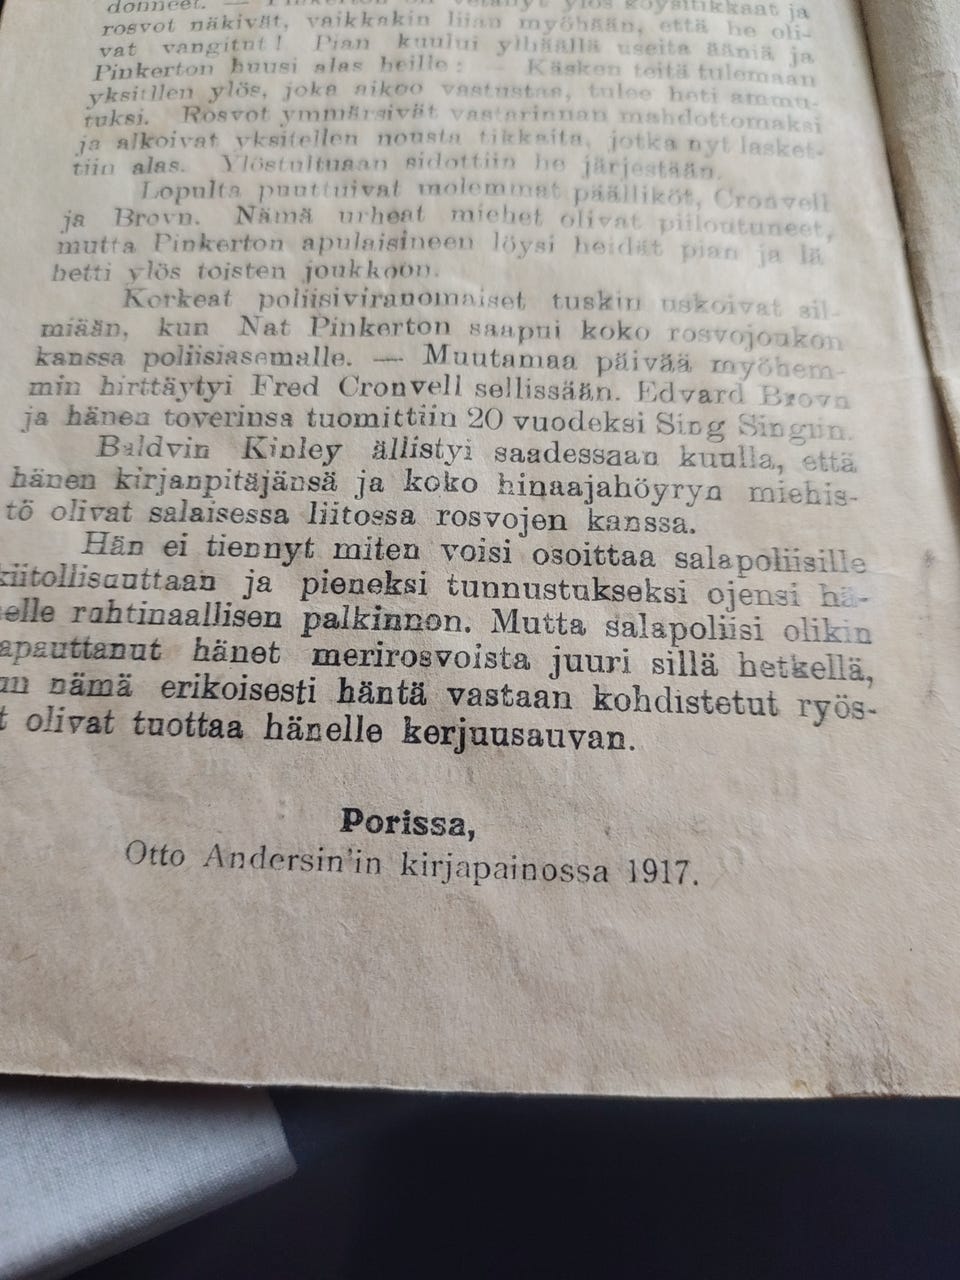 donneet. — Pinkerton on vetänyt ylös köysitikkaat ja
rosvot näkivät, vaikkakin liian myöhään, että he oli-
vat vangitut! Pian kuului ylhäällä useita ääniä ja
Pinkerton huusi alas heille: — Käsken teitä tulemaan
yksitllen ylös, joka aikoo vastustaa, tulee heti ammu-
tuksi. Rosvot ymmärsivät vastarinnan mahdottomaksi
ja alkoivat yksitellen nousta tikkaita, jotka nyt lasket-
tiin alas. Ylöstultuaan sidottiin he järjestään.
Lopulta puuttuivat molemmat päälliköt, Cronvell
ja Brovn. Nämä urheat miehet olivat piiloutuneet,
mutta Pinkerton apulaisineen löysi heidät pian ja lä
hetti ylös toisten joukkoon.
Korkeat poliisiviranomaiset tuskin uskoivat sil-
miään, kun Nat Pinkerton saapui koko rosvojoukon
kanssa poliisiasemalle. — Muutamaa päivää myöhem-
min hirttäytyi Fred Cronvell sellissään. Edvard Brovn
ja hänen toverinsa tuomittiin 20 vuodeksi Sing Singiin.
Baldvin Kinley ällistyi saadessaan kuulla, että
hänen kirjanpitäjänsä ja koko hinaajahöyryn miehis-
tö olivat salaisessa liitossa rosvojen kanssa.
Hän ei tiennyt miten voisi osoittaa salapoliisille
kiitollisuuttaan ja pieneksi tunnustukseksi ojensi hä-
elle ruhtinaallisen palkinnon. Mutta salapoliisi olikin
apauttanut hänet merirosvoista juuri sillä hetkellä,
un nämä erikoisesti häntä vastaan kohdistetut ryös-
t olivat tuottaa hänelle kerjuusauvan.
Porissa,
Otto Andersin'in kirjapainossa 1917.